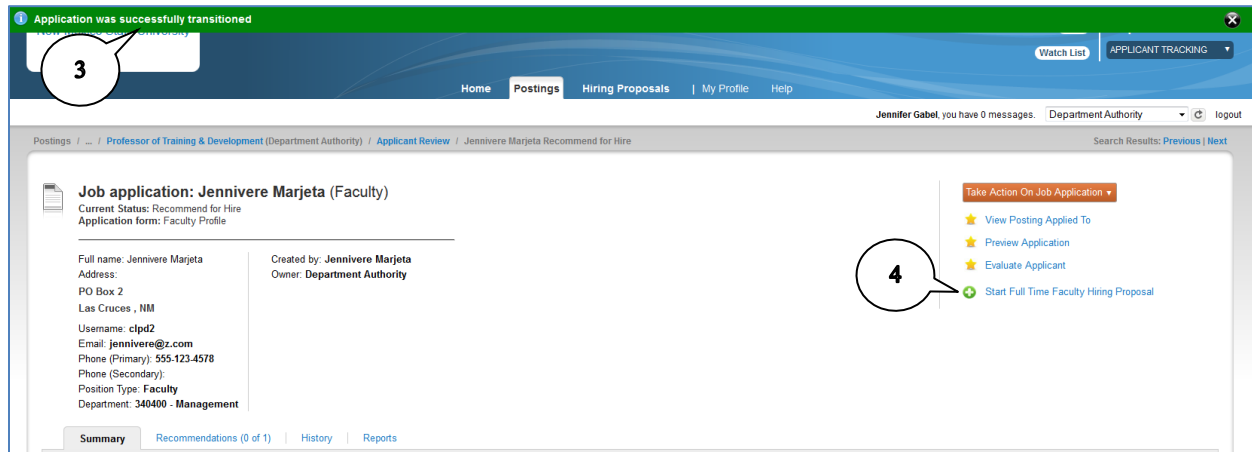 Application was successfully transitioned
3
Watch List
APPLICANT TRACKING
Home Postings Hiring Proposals | My Profile Help
Jennifer Gabel, you have 0 messages. Department Authority logout
Postings / ... / Professor of Training & Development (Department Authority) / Applicant Review / Jennivere Marjeta Recommend for Hire
Search Results: Previous | Next
Job application: Jennivere Marjeta (Faculty)
Current Status: Recommend for Hire
Application form: Faculty Profile
Full name: Jennivere Marjeta
Address:
PO Box 2
Las Cruces , NM
Username: clpd2
Email: jennivere@z.com
Phone (Primary): 555-123-4578
Phone (Secondary):
Position Type: Faculty
Department: 340400 - Management
Created by: Jennivere Marjeta
Owner: Department Authority
Take Action On Job Application
View Posting Applied To
Preview Application
Evaluate Applicant
4
Start Full Time Faculty Hiring Proposal
Summary Recommendations (0 of 1) History Reports